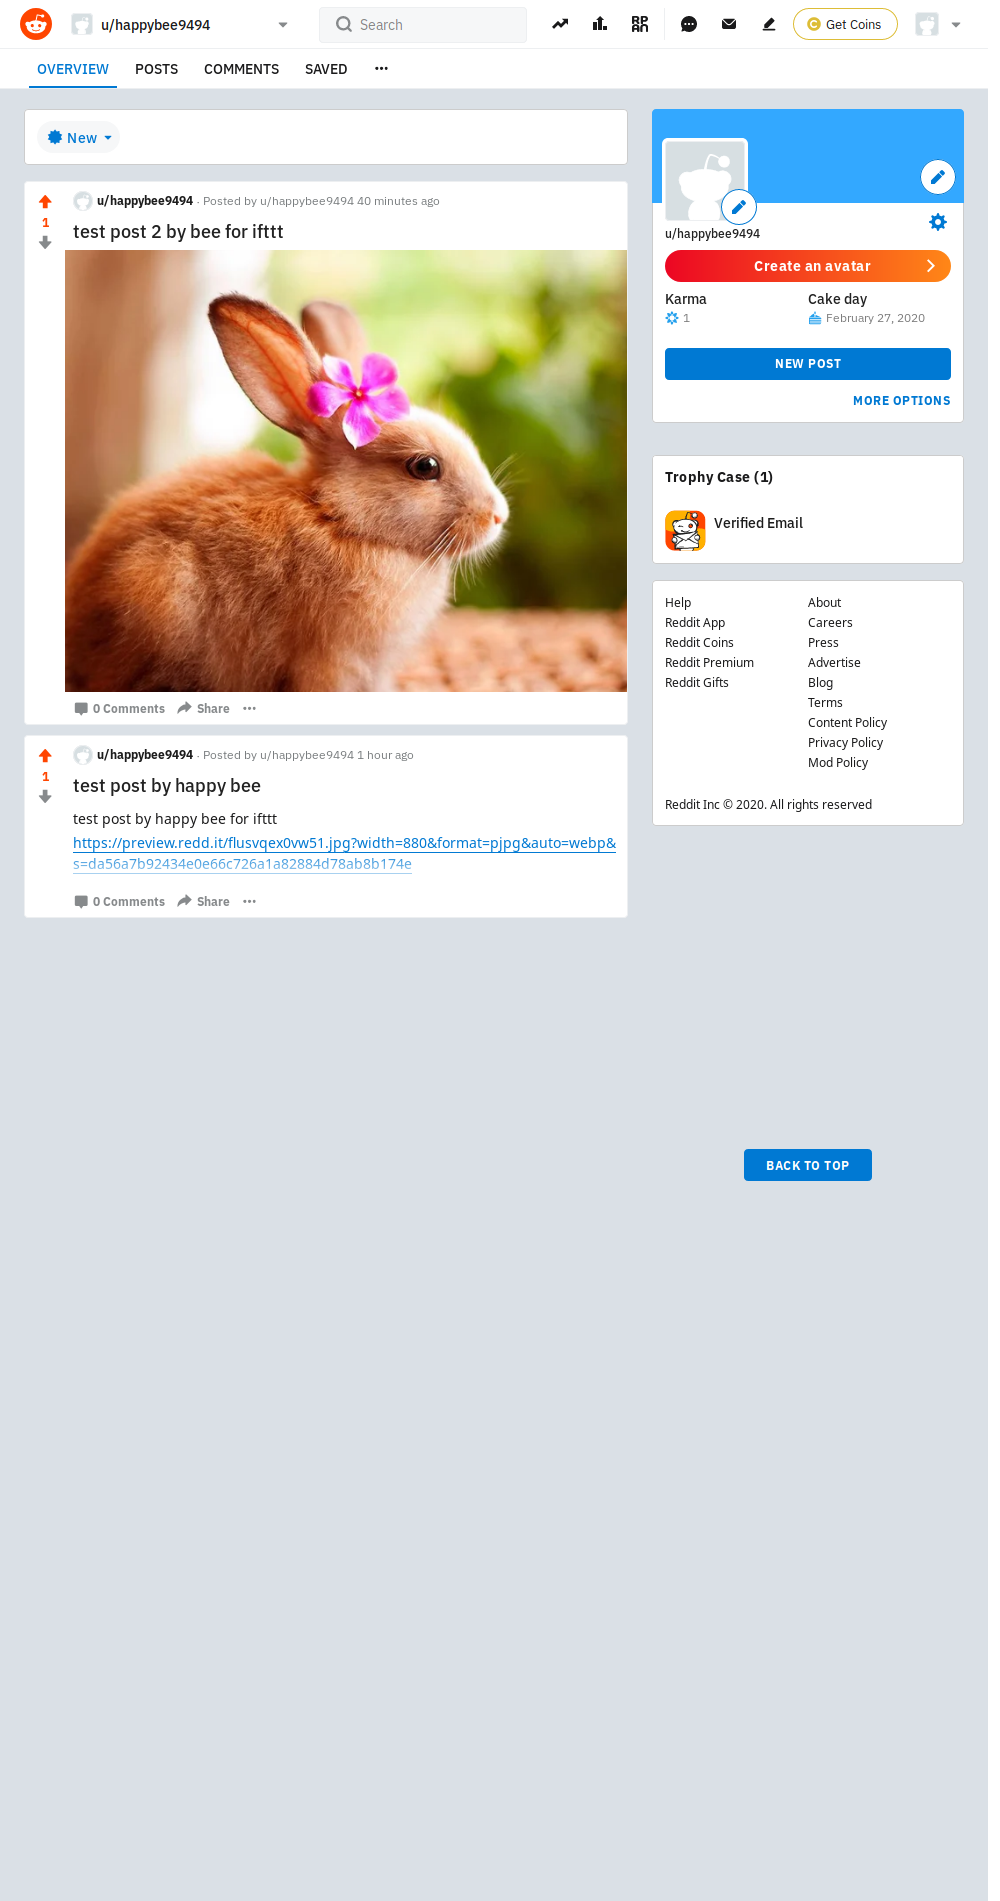 u/happybee9494
Search
RPAN
Get Coins
OVERVIEW POSTS COMMENTS SAVED
New
u/happybee9494 · Posted by u/happybee9494 40 minutes ago
1
test post 2 by bee for ifttt
0 Comments Share
u/happybee9494 · Posted by u/happybee9494 1 hour ago
1
test post by happy bee
test post by happy bee for ifttt
https://preview.redd.it/flusvqex0vw51.jpg?width=880&format=pjpg&auto=webp&
s=da56a7b92434e0e66c726a1a82884d78ab8b174e
0 Comments Share
u/happybee9494
Create an avatar
Karma Cake day
1 February 27, 2020
NEW POST
MORE OPTIONS
Trophy Case (1)
Verified Email
Help
Reddit App
Reddit Coins
Reddit Premium
Reddit Gifts
About
Careers
Press
Advertise
Blog
Terms
Content Policy
Privacy Policy
Mod Policy
Reddit Inc © 2020. All rights reserved
BACK TO TOP